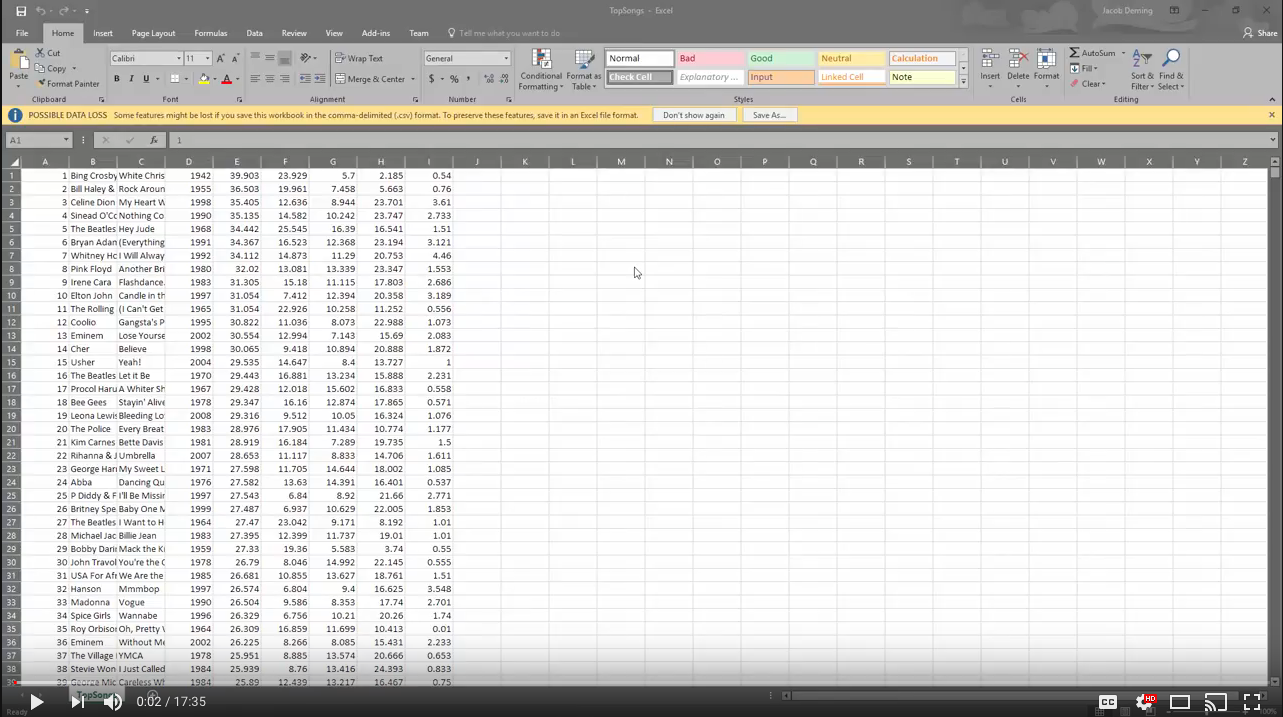 TopSongs - Excel
Jacob Deming
File Home Insert Page Layout Formulas Data Review View Add-ins Team Tell me what you want to do Share
Paste Cut Copy Format Painter
Calibri 11 A A Wrap Text General
B I U A Merge & Center $ % ,
Conditional Formatting Format as Table
Normal Bad Good Neutral Calculation
Check Cell Explanatory ... Input Linked Cell Note
Insert Delete Format AutoSum Fill Clear Sort & Filter Find & Select
Clipboard Font Alignment Number Styles Cells Editing
POSSIBLE DATA LOSS Some features might be lost if you save this workbook in the comma-delimited (.csv) format. To preserve these features, save it in an Excel file format. Don't show again Save As...
A1 fx 1
A B C D E F G H I J K L M N O P Q R S T U V W X Y Z
1 1 Bing Crosby White Chris 1942 39.903 23.929 5.7 2.185 0.54
2 2 Bill Haley & Rock Aroun 1955 36.503 19.961 7.458 5.663 0.76
3 3 Celine Dion My Heart W 1998 35.405 12.636 8.944 23.701 3.61
4 4 Sinead O'Co Nothing Co 1990 35.135 14.582 10.242 23.747 2.733
5 5 The Beatles Hey Jude 1968 34.442 25.545 16.39 16.541 1.51
6 6 Bryan Adan (Everything 1991 34.367 16.523 12.368 23.194 3.121
7 7 Whitney Ho I Will Always 1992 34.112 14.873 11.29 20.753 4.46
8 8 Pink Floyd Another Bri 1980 32.02 13.081 13.339 23.347 1.553
9 9 Irene Cara Flashdance. 1983 31.305 15.18 11.115 17.803 2.686
10 10 Elton John Candle in th 1997 31.054 7.412 12.394 20.358 3.189
11 11 The Rolling (I Can't Get 1965 31.054 22.926 10.258 11.252 0.556
12 12 Coolio Gangsta's P 1995 30.822 11.036 8.073 22.988 1.073
13 13 Eminem Lose Yourse 2002 30.554 12.994 7.143 15.69 2.083
14 14 Cher Believe 1998 30.065 9.418 10.894 20.888 1.872
15 15 Usher Yeah! 2004 29.535 14.647 8.4 13.727 1
16 16 The Beatles Let it Be 1970 29.443 16.881 13.234 15.888 2.231
17 17 Procol Haru A Whiter Sh 1967 29.428 12.018 15.602 16.833 0.558
18 18 Bee Gees Stayin' Alive 1978 29.347 16.16 12.874 17.865 0.571
19 19 Leona Lewis Bleeding Lo 2008 29.316 9.512 10.05 16.324 1.076
20 20 The Police Every Breat 1983 28.976 17.905 11.434 10.774 1.177
21 21 Kim Carnes Bette Davis 1981 28.919 16.184 7.289 19.735 1.5
22 22 Rihanna & J Umbrella 2007 28.653 11.117 8.833 14.706 1.611
23 23 George Harr My Sweet L 1971 27.598 11.705 14.644 18.002 1.085
24 24 Abba Dancing Qu 1976 27.582 13.63 14.391 16.401 0.537
25 25 P Diddy & F I'll Be Missin 1997 27.543 6.84 8.92 21.66 2.771
26 26 Britney Spe Baby One M 1999 27.487 6.937 10.629 22.005 1.853
27 27 The Beatles I Want to H 1964 27.47 23.042 9.171 8.192 1.01
28 28 Michael Jac Billie Jean 1983 27.395 12.399 11.737 19.01 1.01
29 29 Bobby Darin Mack the Ki 1959 27.33 19.36 5.583 3.74 0.55
30 30 John Travol You're the C 1978 26.79 8.046 14.992 22.145 0.555
31 31 USA For Afr We Are the 1985 26.681 10.855 13.627 18.761 1.51
32 32 Hanson Mmmbop 1997 26.574 6.804 9.4 16.625 3.548
33 33 Madonna Vogue 1990 26.504 9.586 8.353 17.74 2.701
34 34 Spice Girls Wannabe 1996 26.329 6.756 10.21 20.26 1.74
35 35 Roy Orbison Oh, Pretty W 1964 26.309 16.859 11.699 10.413 0.01
36 36 Eminem Without Me 2002 26.225 8.266 8.085 15.431 2.233
37 37 The Village YMCA 1978 25.951 8.885 13.574 20.666 0.653
38 38 Stevie Won I Just Called 1984 25.939 8.76 13.416 24.393 0.833
39 39 George Mic Careless Wh 1984 25.89 12.439 13.217 16.467 0.75
TopSongs
0:02 / 17:35 CC HD